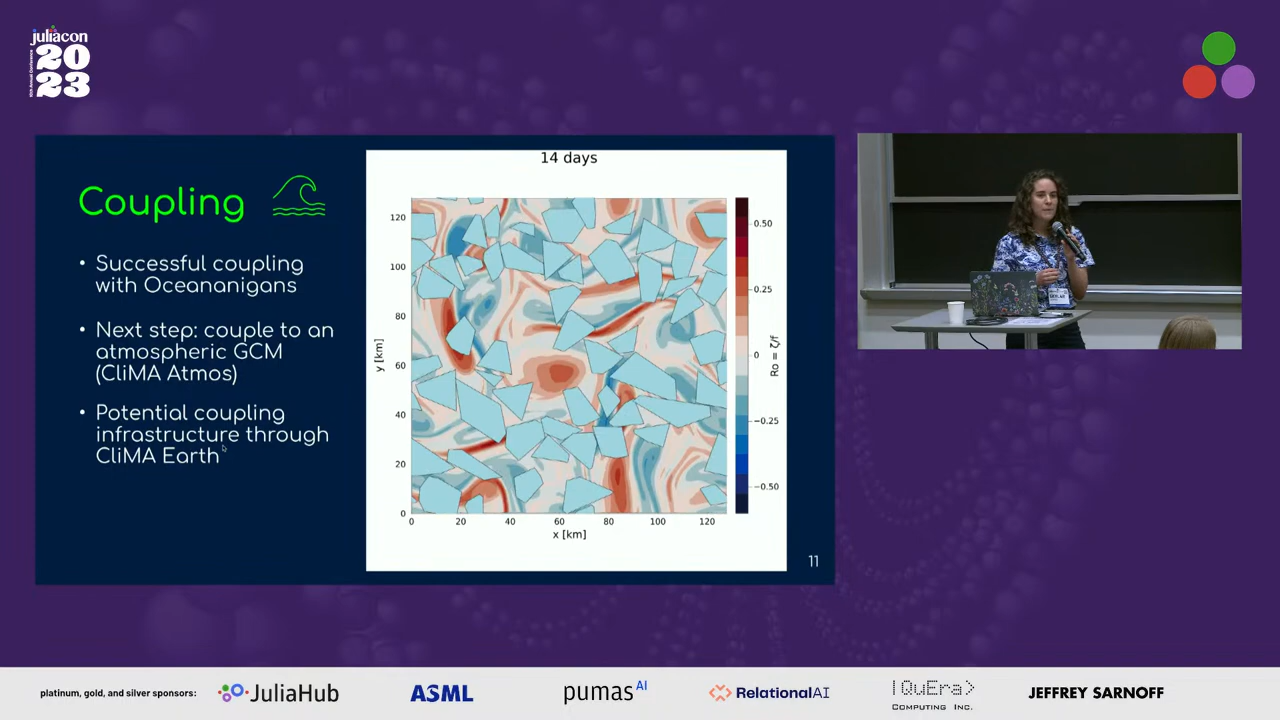 juliacon
20
23
Coupling
• Successful coupling
with Oceananigans
• Next step: couple to an
atmospheric GCM
(CliMA Atmos)
• Potential coupling
infrastructure through
CliMA Earth
14 days
120
100
80
60
40
20
0
y [km]
0 20 40 60 80 100 120
x [km]
0.50
0.25
0
−0.25
−0.50
Ro = ζ/f
11
platinum, gold, and silver sponsors:
JuliaHub
ASML
pumasAI
RelationalAI
|QuEra>
COMPUTING INC.
JEFFREY SARNOFF